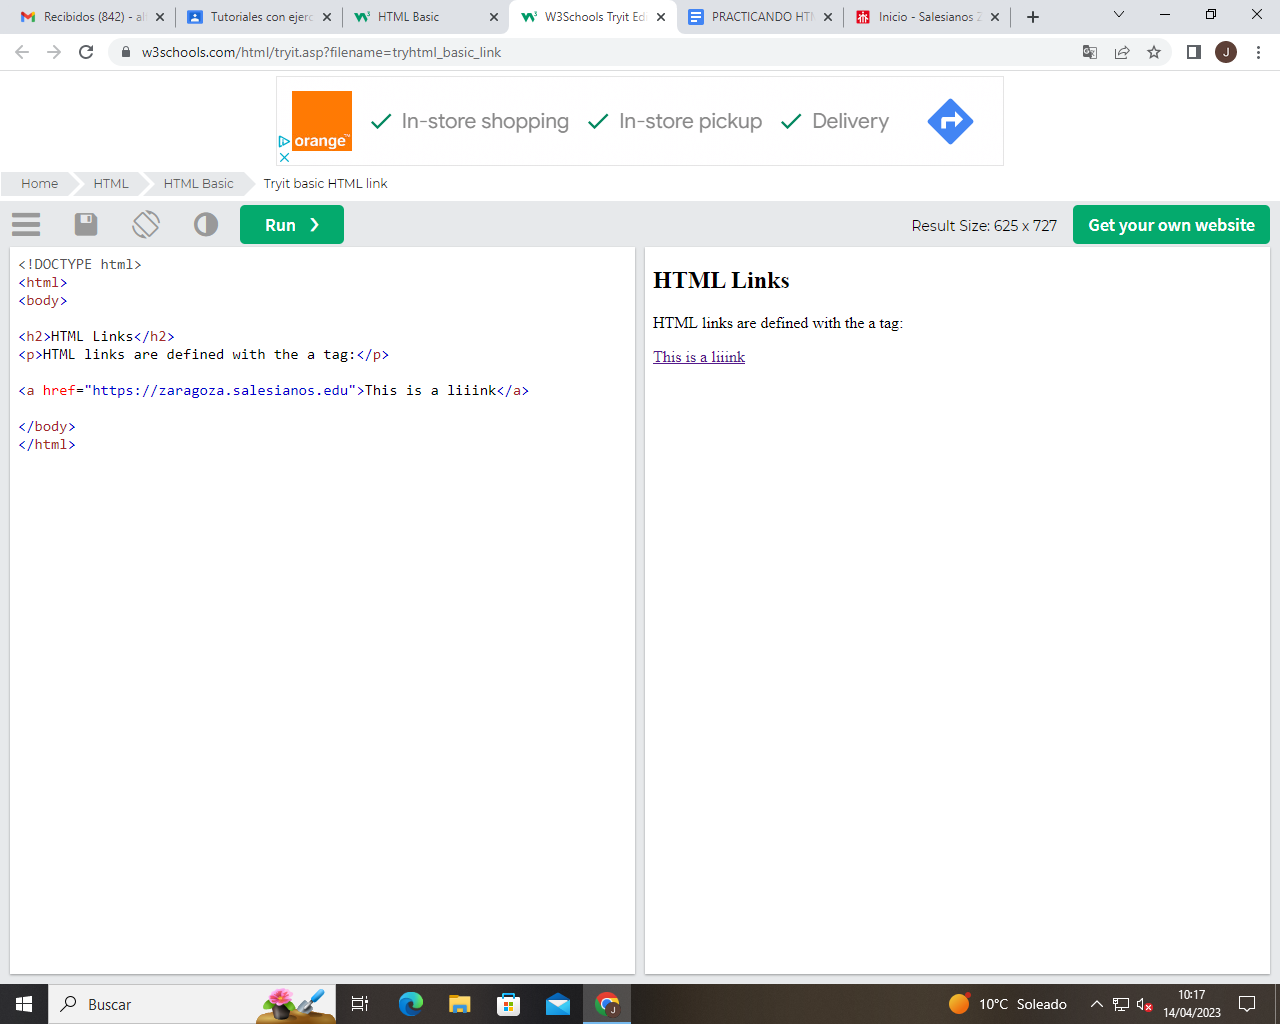 Recibidos (842) - al
Tutoriales con ejerc
HTML Basic
W3Schools Tryit Ed
PRACTICANDO HT
Inicio - Salesianos Z
w3schools.com/html/tryit.asp?filename=tryhtml_basic_link
J
orange™
In-store shopping
In-store pickup
Delivery
Home
HTML
HTML Basic
Tryit basic HTML link
Run ❯
Result Size: 625 x 727
Get your own website
<!DOCTYPE html>
<html>
<body>
<h2>HTML Links</h2>
<p>HTML links are defined with the a tag:</p>
<a href="https://zaragoza.salesianos.edu">This is a liiink</a>
</body>
</html>
HTML Links
HTML links are defined with the a tag:
This is a liiink
Buscar
J
10°C Soleado
10:17
14/04/2023